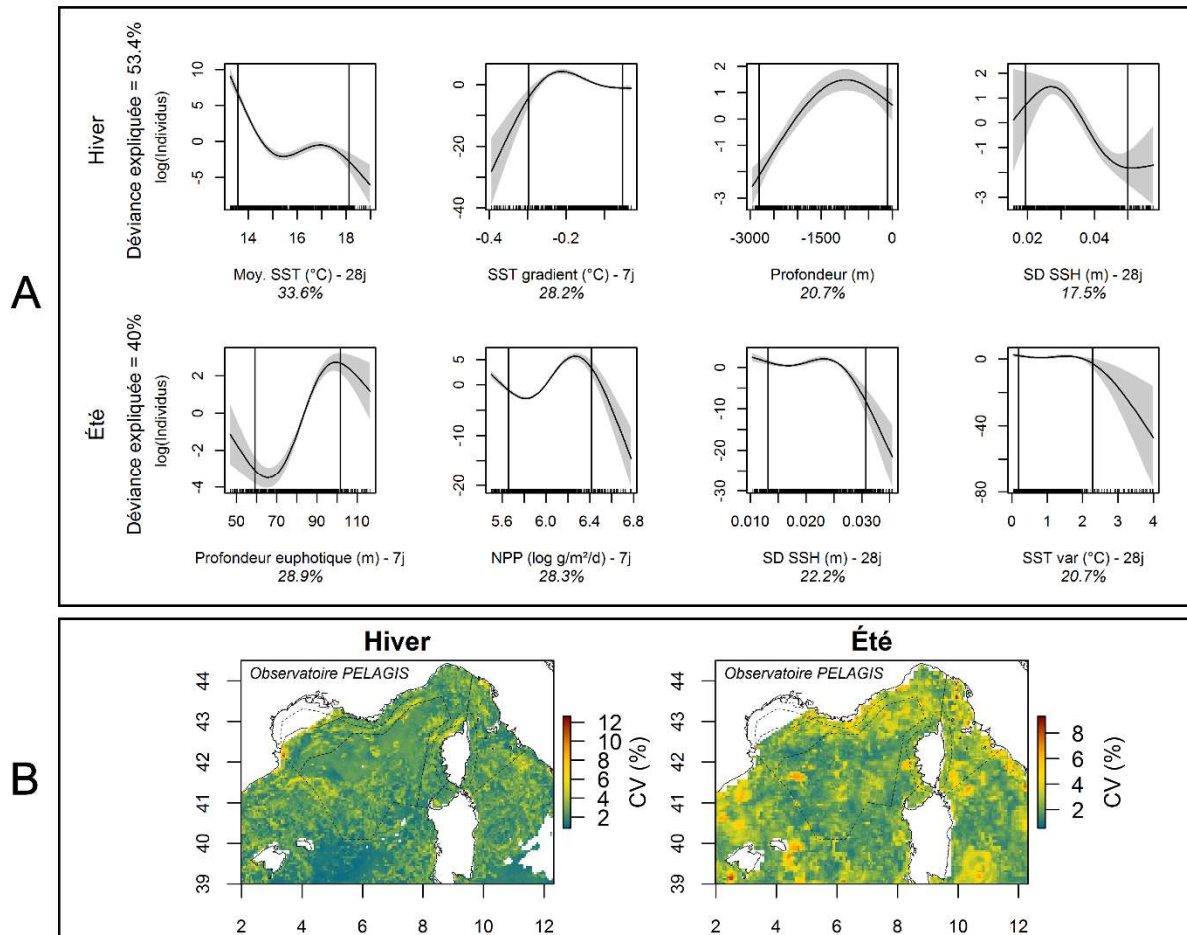 A
Hiver
Déviance expliquée = 53.4%
log(Individus)
10
5
0
-5
14 16 18
Moy. SST (°C) - 28j
33.6%
0
-20
-40
-0.4 -0.2
SST gradient (°C) - 7j
28.2%
2
1
0
-1
-3
-3000 -1500 0
Profondeur (m)
20.7%
2
1
0
-1
-3
0.02 0.04
SD SSH (m) - 28j
17.5%
Été
Déviance expliquée = 40%
log(Individus)
2
0
-2
-4
50 70 90 110
Profondeur euphotique (m) - 7j
28.9%
5
0
-10
-20
5.6 6.0 6.4 6.8
NPP (log g/m²/d) - 7j
28.3%
0
-10
-20
-30
0.010 0.020 0.030
SD SSH (m) - 28j
22.2%
0
-40
-80
0 1 2 3 4
SST var (°C) - 28j
20.7%
B
Hiver
Observatoire PELAGIS
44
43
42
41
40
39
2 4 6 8 10 12
12
10
8
6
4
2
CV (%)
Été
Observatoire PELAGIS
44
43
42
41
40
39
2 4 6 8 10 12
8
6
4
2
CV (%)